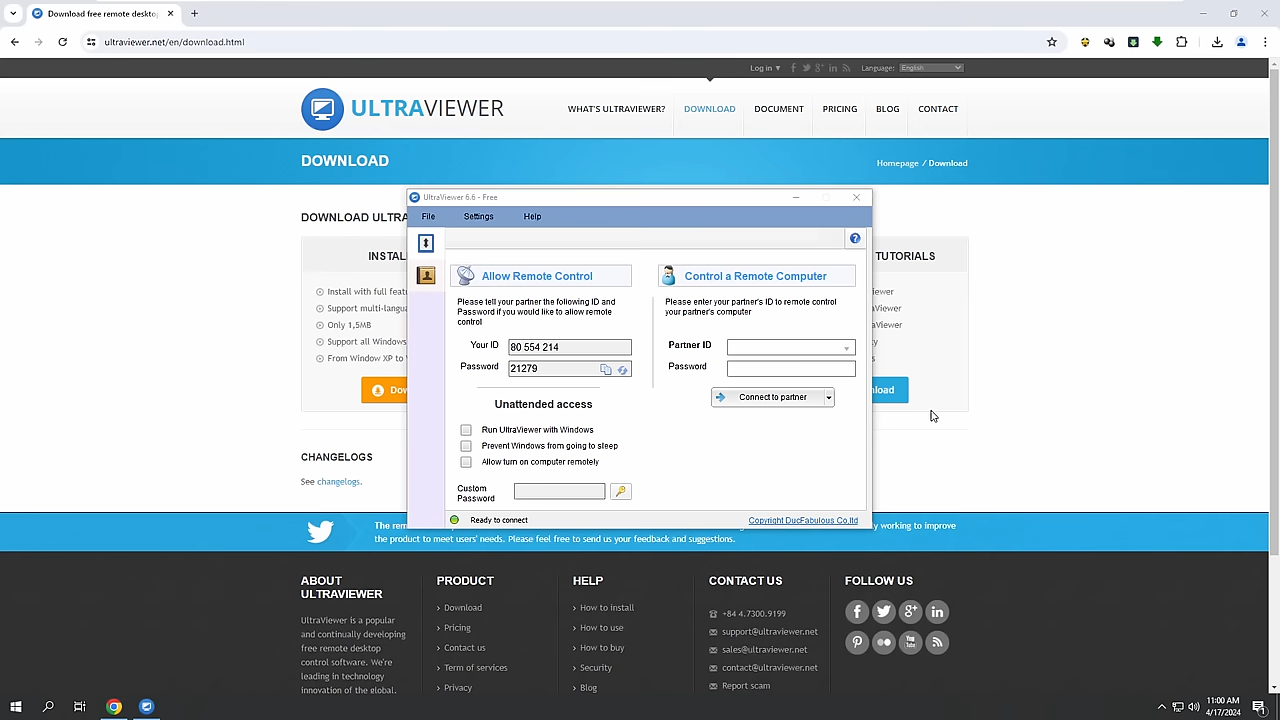 Download free remote desktop
ultraviewer.net/en/download.html
Log in ▾
Language:
English
ULTRAVIEWER
WHAT'S ULTRAVIEWER?
DOWNLOAD
DOCUMENT
PRICING
BLOG
CONTACT
DOWNLOAD
Homepage / Download
DOWNLOAD ULTRA
INSTAL
Install with full feat
Support multi-langua
Only 1,5MB
Support all Windows
From Window XP to
Dow
TUTORIALS
iewer
raViewer
raViewer
load
UltraViewer 6.6 - Free
File
Settings
Help
Allow Remote Control
Please tell your partner the following ID and
Password if you would like to allow remote
control
Your ID
80 554 214
Password
21279
Unattended access
Run UltraViewer with Windows
Prevent Windows from going to sleep
Allow turn on computer remotely
Custom
Password
Control a Remote Computer
Please enter your partner's ID to remote control
your partner's computer
Partner ID
Password
Connect to partner
Ready to connect
Copyright DucFabulous Co,ltd
CHANGELOGS
See changelogs.
The rem
y working to improve
the product to meet users' needs. Please feel free to send us your feedback and suggestions.
ABOUT
ULTRAVIEWER
UltraViewer is a popular
and continually developing
free remote desktop
control software. We're
leading in technology
innovation of the global.
PRODUCT
Download
Pricing
Contact us
Term of services
Privacy
HELP
How to install
How to use
How to buy
Security
Blog
CONTACT US
+84 4.7300.9199
support@ultraviewer.net
sales@ultraviewer.net
contact@ultraviewer.net
Report scam
FOLLOW US
You
Tube
11:00 AM
4/17/2024